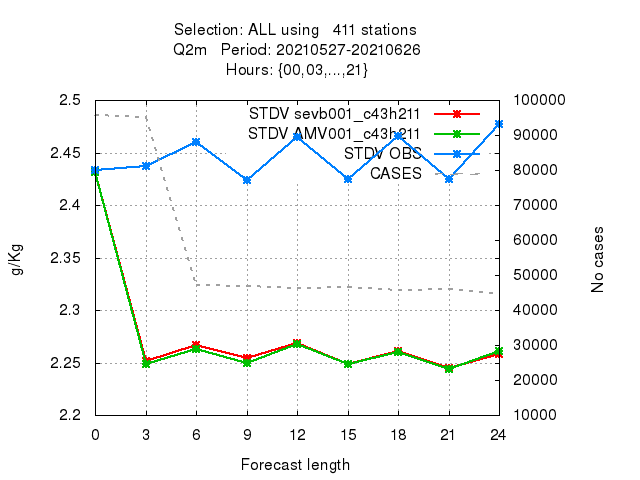 Selection: ALL using   411 stations
Q2m   Period: 20210527-20210626
Hours: {00,03,...,21}
2.5
2.45
2.4
2.35
2.3
2.25
2.2
g/Kg
STDV sevb001_c43h211
STDV AMV001_c43h211
STDV OBS
CASES
100000
90000
80000
70000
60000
50000
40000
30000
20000
10000
No cases
0 3 6 9 12 15 18 21 24
Forecast length